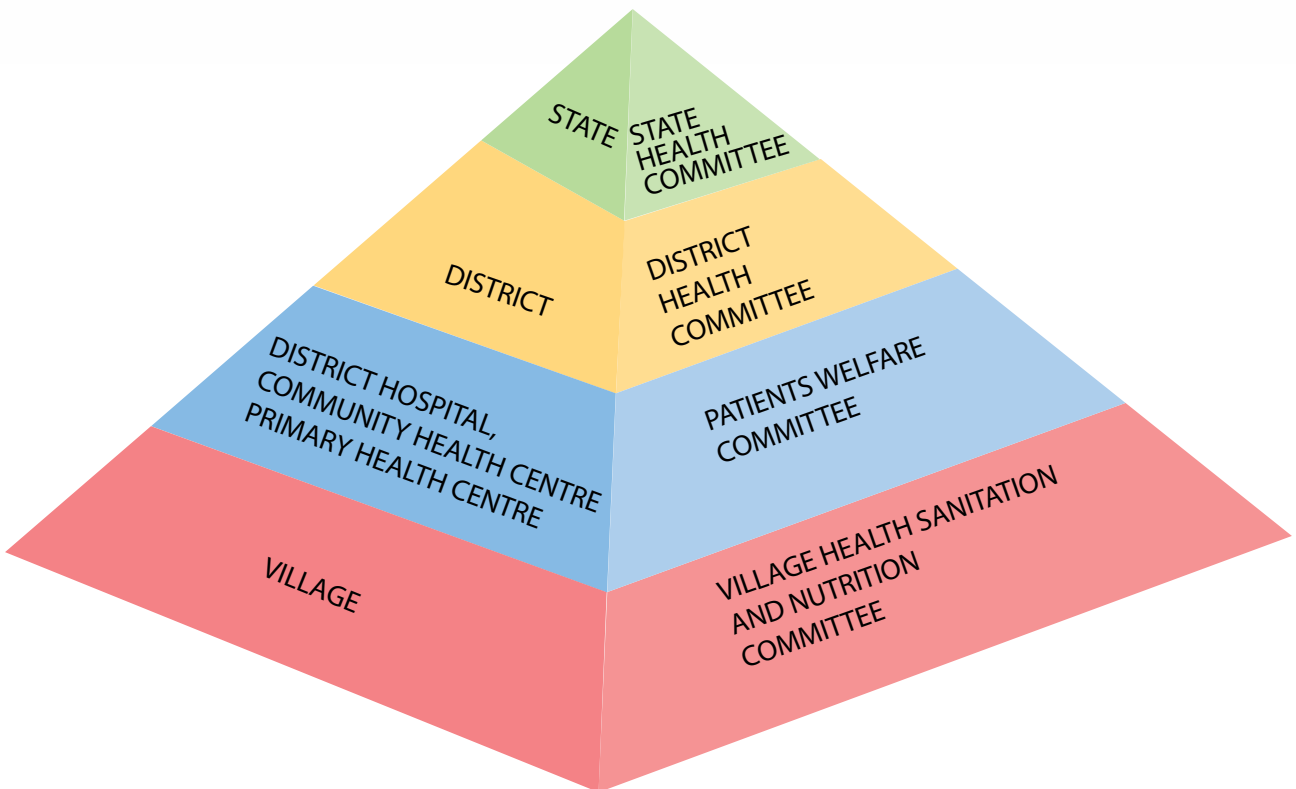 STATE
STATE
HEALTH
COMMITTEE
DISTRICT
DISTRICT
HEALTH
COMMITTEE
DISTRICT HOSPITAL,
COMMUNITY HEALTH CENTRE
PRIMARY HEALTH CENTRE
PATIENTS WELFARE
COMMITTEE
VILLAGE
VILLAGE HEALTH SANITATION
AND NUTRITION
COMMITTEE